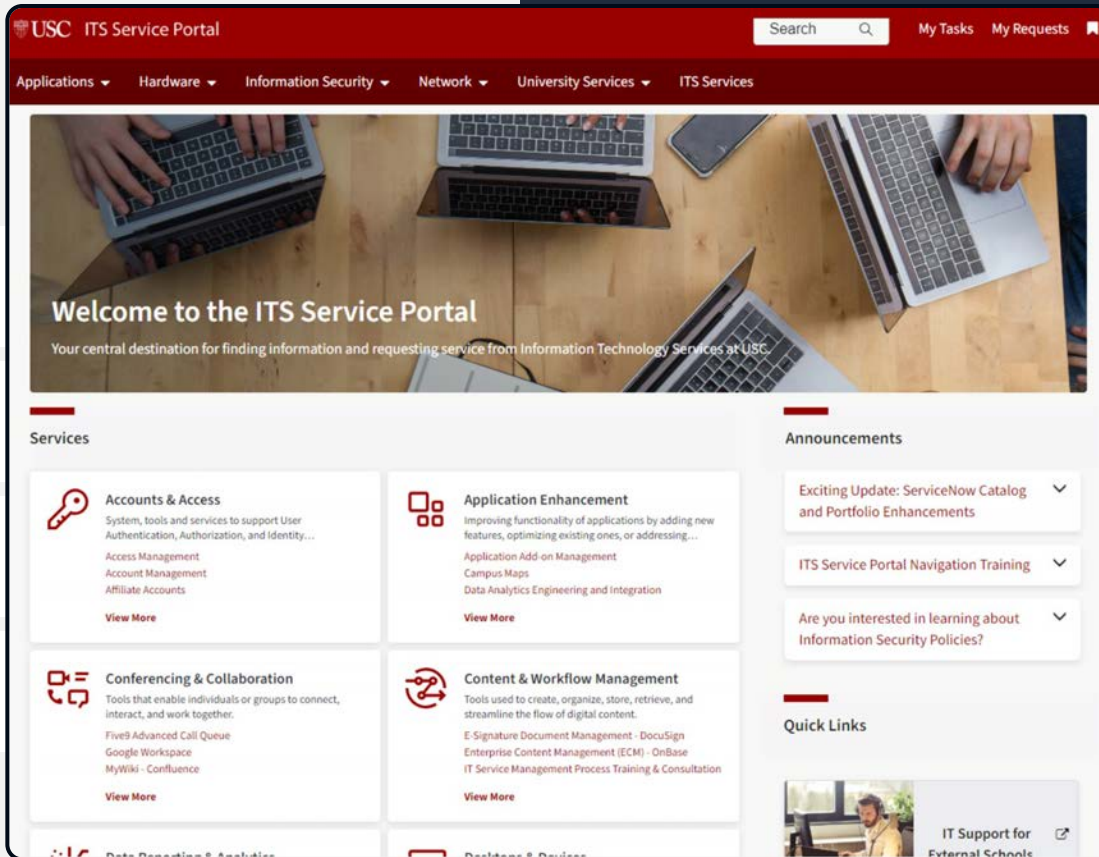 USC ITS Service Portal
Search
My Tasks My Requests
Applications Hardware Information Security Network University Services ITS Services
Welcome to the ITS Service Portal
Your central destination for finding information and requesting service from Information Technology Services at USC.
Services
Accounts & Access
System, tools and services to support User
Authentication, Authorization, and Identity...
Access Management
Account Management
Affiliate Accounts
View More
Application Enhancement
Improving functionality of applications by adding new
features, optimizing existing ones, or addressing...
Application Add-on Management
Campus Maps
Data Analytics Engineering and Integration
View More
Conferencing & Collaboration
Tools that enable individuals or groups to connect,
interact, and work together.
Five9 Advanced Call Queue
Google Workspace
MyWiki - Confluence
View More
Content & Workflow Management
Tools used to create, organize, store, retrieve, and
streamline the flow of digital content.
E-Signature Document Management - DocuSign
Enterprise Content Management (ECM) - OnBase
IT Service Management Process Training & Consultation
View More
Data Reporting & Analytics
Desktops & Devices
Announcements
Exciting Update: ServiceNow Catalog
and Portfolio Enhancements
ITS Service Portal Navigation Training
Are you interested in learning about
Information Security Policies?
Quick Links
IT Support for
External Schools